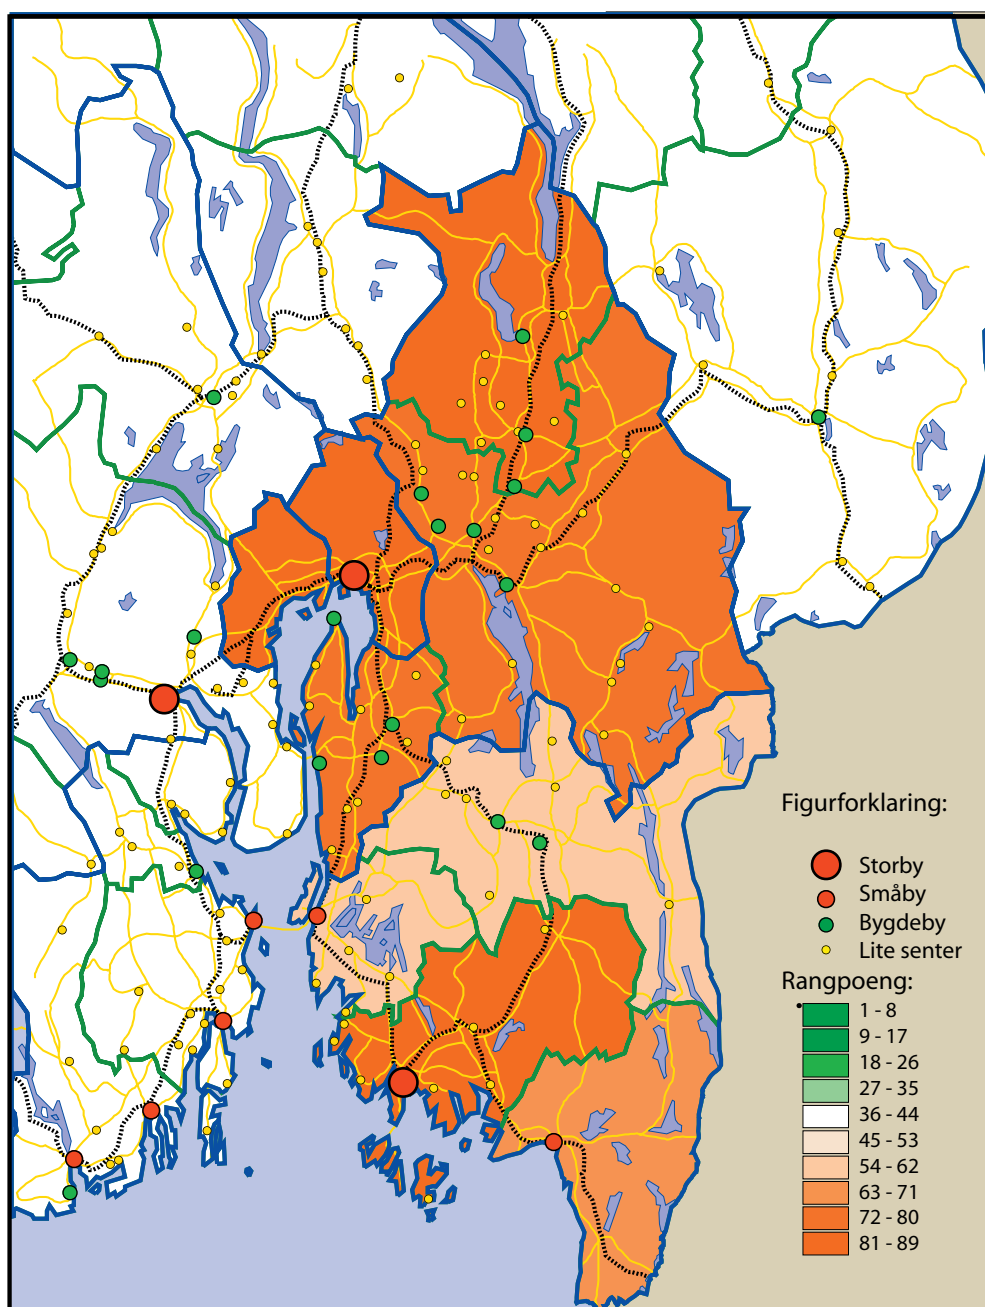 Figurforklaring:
Storby
Småby
Bygdeby
Lite senter
Rangpoeng:
1 - 8
9 - 17
18 - 26
27 - 35
36 - 44
45 - 53
54 - 62
63 - 71
72 - 80
81 - 89